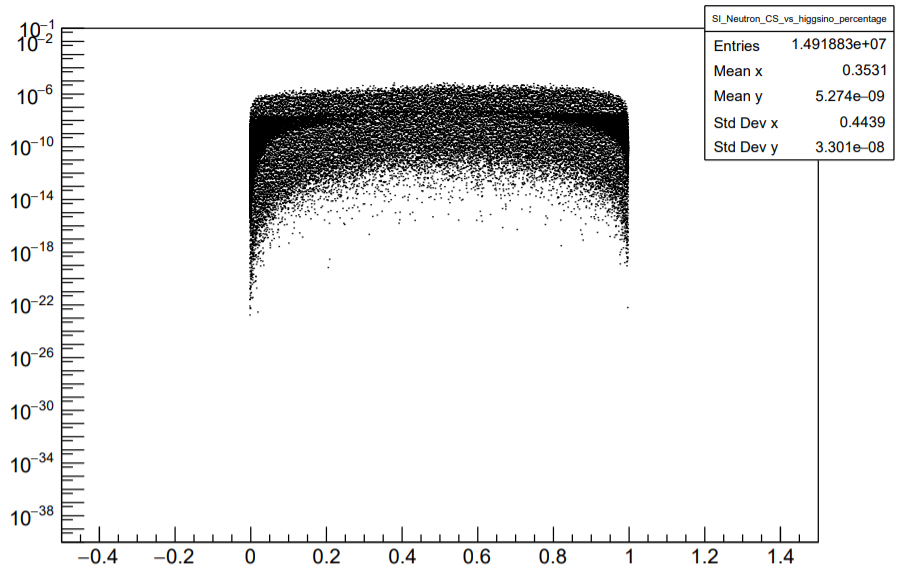 SI_Neutron_CS_vs_higgsino_percentage
Entries 1.491883e+07
Mean x 0.3531
Mean y 5.274e−09
Std Dev x 0.4439
Std Dev y 3.301e−08
10−1
10−2
10−6
10−10
10−14
10−18
10−22
10−26
10−30
10−34
10−38
−0.4 −0.2 0 0.2 0.4 0.6 0.8 1 1.2 1.4